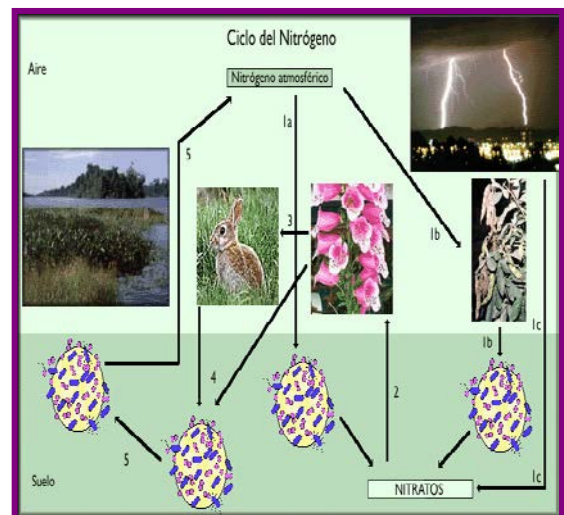 Ciclo del Nitrógeno
Aire
Nitrógeno atmosférico
1a
5
3
1b
1b
1c
4
2
5
Suelo
NITRATOS
1c